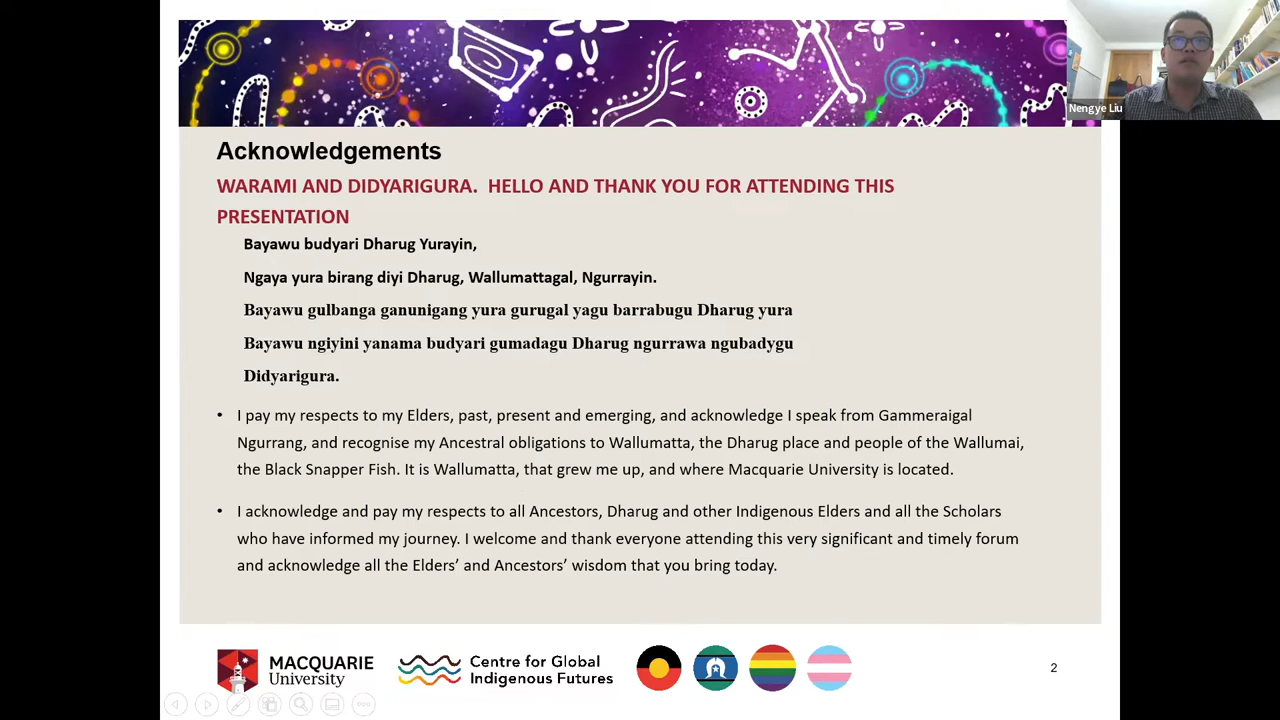 Nengye Liu
Acknowledgements
WARAMI AND DIDYARIGURA.  HELLO AND THANK YOU FOR ATTENDING THIS
PRESENTATION
Bayawu budyari Dharug Yurayin,
Ngaya yura birang diyi Dharug, Wallumattagal, Ngurrayin.
Bayawu gulbanga ganunigang yura gurugal yagu barrabugu Dharug yura
Bayawu ngiyini yanama budyari gumadagu Dharug ngurrawa ngubadygu
Didyarigura.
• I pay my respects to my Elders, past, present and emerging, and acknowledge I speak from Gammeraigal
Ngurrang, and recognise my Ancestral obligations to Wallumatta, the Dharug place and people of the Wallumai,
the Black Snapper Fish. It is Wallumatta, that grew me up, and where Macquarie University is located.
• I acknowledge and pay my respects to all Ancestors, Dharug and other Indigenous Elders and all the Scholars
who have informed my journey. I welcome and thank everyone attending this very significant and timely forum
and acknowledge all the Elders’ and Ancestors’ wisdom that you bring today.
MACQUARIE
University
Centre for Global
Indigenous Futures
2